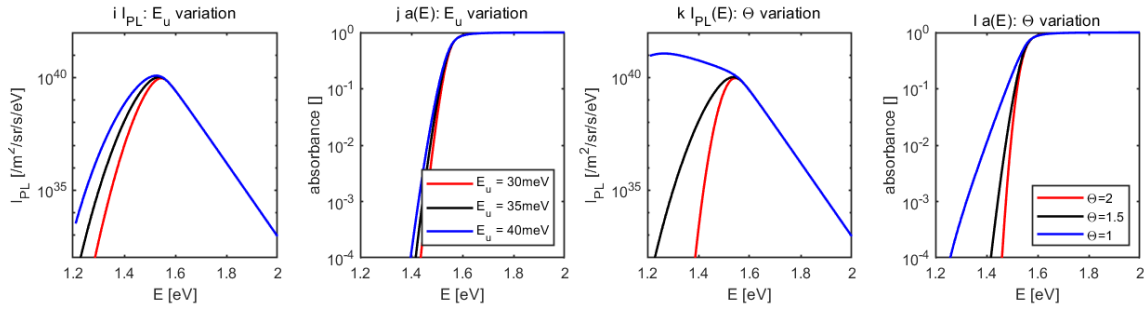 i I_PL: E_u variation
I_PL [/m^2/sr/s/eV]
10^40
10^35
1.2 1.4 1.6 1.8 2
E [eV]
j a(E): E_u variation
absorbance []
10^0
10^-1
10^-2
10^-3
10^-4
E_u = 30meV
E_u = 35meV
E_u = 40meV
1.2 1.4 1.6 1.8 2
E [eV]
k I_PL(E): Θ variation
I_PL [/m^2/sr/s/eV]
10^40
10^35
1.2 1.4 1.6 1.8 2
E [eV]
l a(E): Θ variation
absorbance []
10^0
10^-1
10^-2
10^-3
10^-4
Θ=2
Θ=1.5
Θ=1
1.2 1.4 1.6 1.8 2
E [eV]